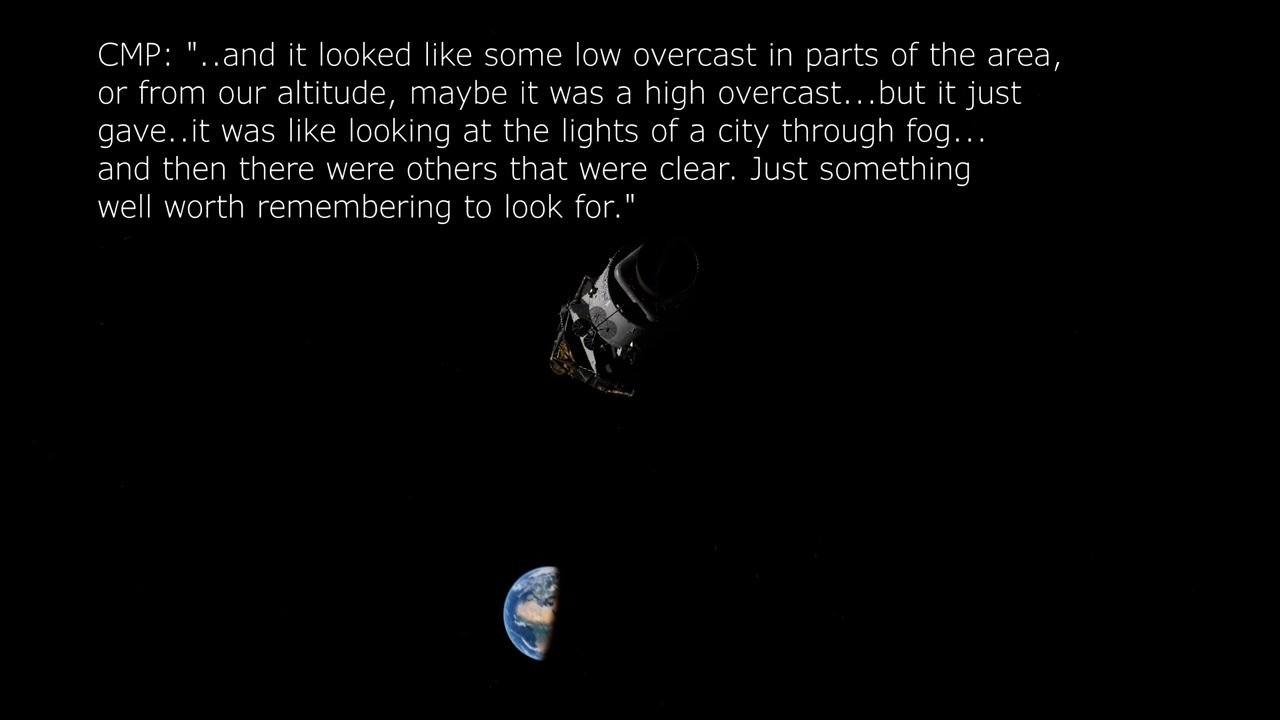 CMP: "..and it looked like some low overcast in parts of the area,
or from our altitude, maybe it was a high overcast...but it just
gave..it was like looking at the lights of a city through fog...
and then there were others that were clear. Just something
well worth remembering to look for."